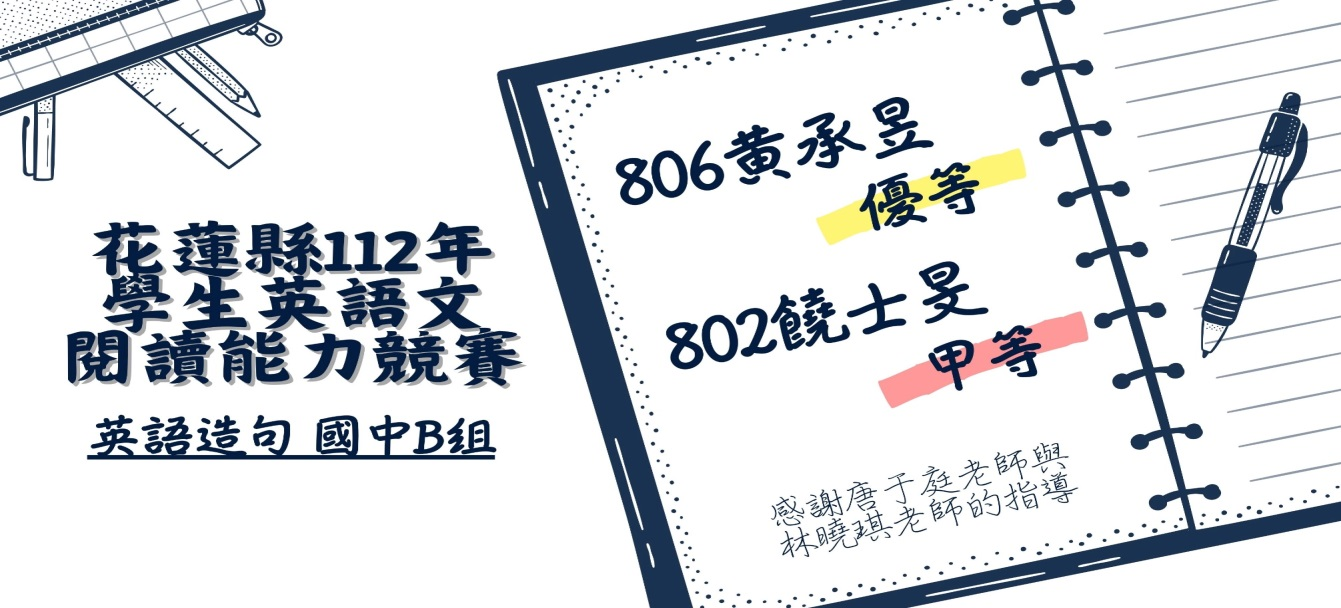 花蓮縣112年
學生英語文
閱讀能力競賽
英語造句 國中B组
806黃承昱
優等
802饒士旻
甲等
感謝唐于庭老師與
林曉琪老師的指導